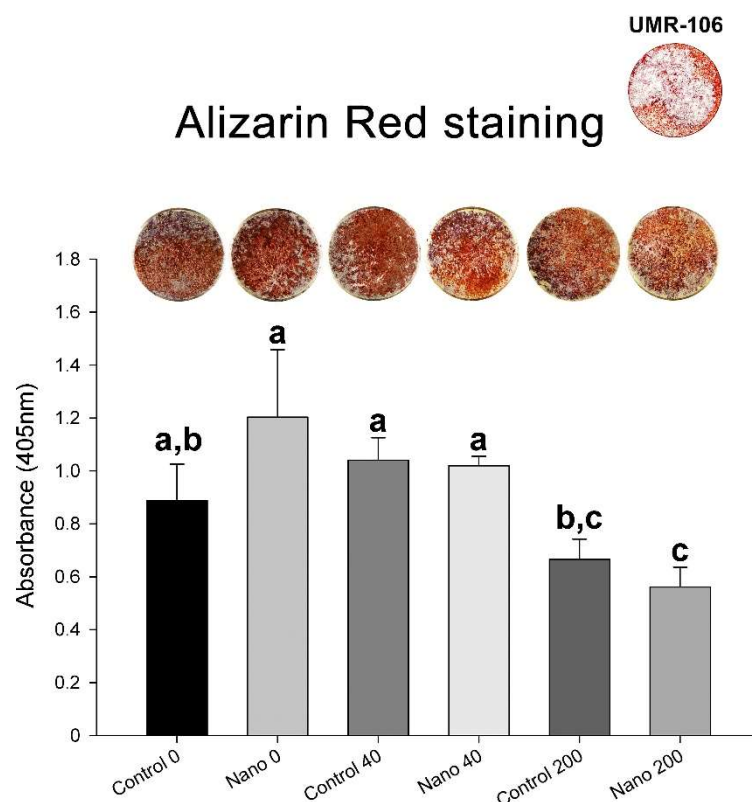 UMR-106
Alizarin Red staining
1.8
1.6
1.4
1.2
1.0
0.8
0.6
0.4
0.2
0
Absorbance (405nm)
a,b
a
a
a
b,c
c
Control 0
Nano 0
Control 40
Nano 40
Control 200
Nano 200